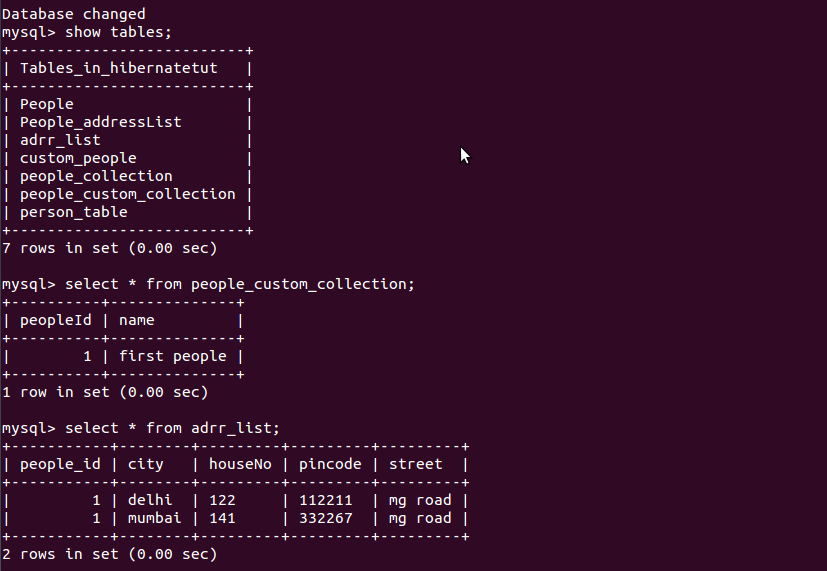 Database changed
mysql> show tables;
+--------------------------+
| Tables_in_hibernatetut   |
+--------------------------+
| People                   |
| People_addressList       |
| adrr_list                |
| custom_people            |
| people_collection        |
| people_custom_collection |
| person_table             |
+--------------------------+
7 rows in set (0.00 sec)
mysql> select * from people_custom_collection;
+----------+--------------+
| peopleId | name         |
+----------+--------------+
|        1 | first people |
+----------+--------------+
1 row in set (0.00 sec)
mysql> select * from adrr_list;
+-----------+--------+---------+---------+---------+
| people_id | city   | houseNo | pincode | street  |
+-----------+--------+---------+---------+---------+
|         1 | delhi  | 122     | 112211  | mg road |
|         1 | mumbai | 141     | 332267  | mg road |
+-----------+--------+---------+---------+---------+
2 rows in set (0.00 sec)